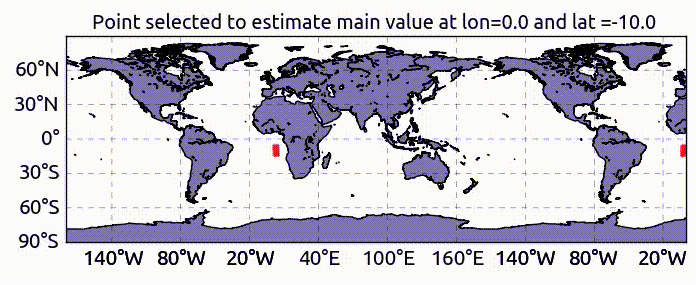 Point selected to estimate main value at lon=0.0 and lat =-10.0
60°N
30°N
0°
30°S
60°S
90°S
140°W 80°W 20°W 40°E 100°E 160°E 140°W 80°W 20°W